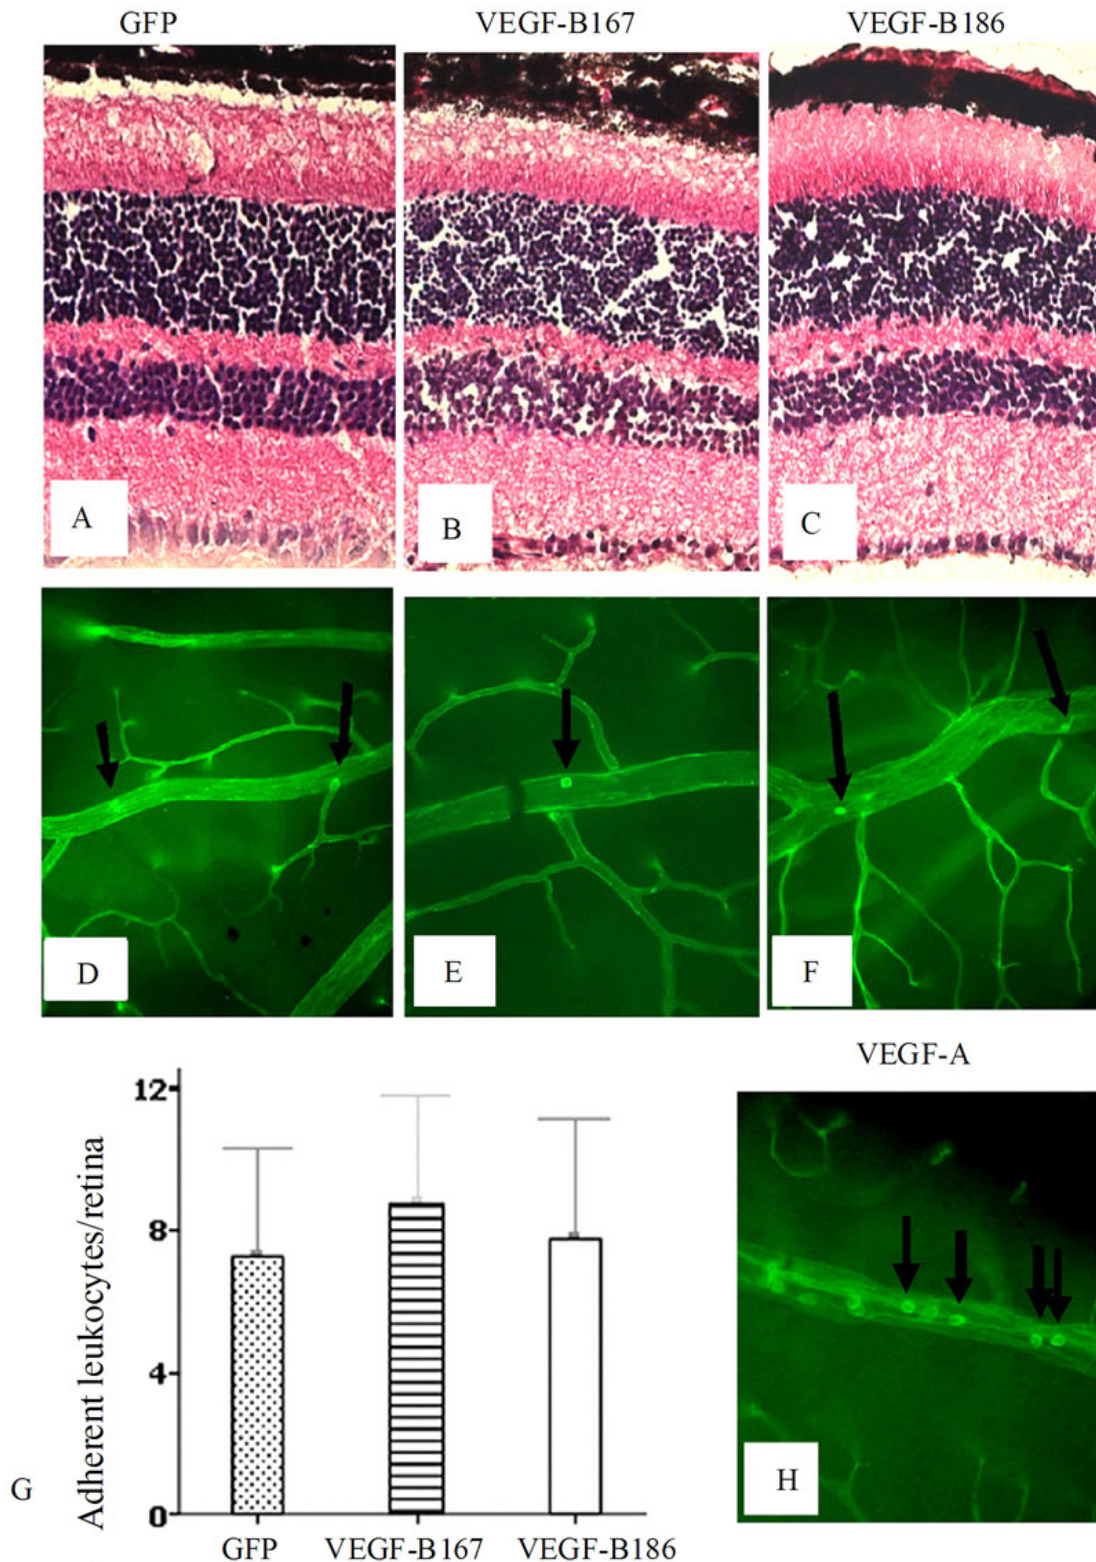 GFP VEGF-B167 VEGF-B186
A B C
D E F
VEGF-A
12
8
4
0
Adherent leukocytes/retina
G
GFP VEGF-B167 VEGF-B186
H